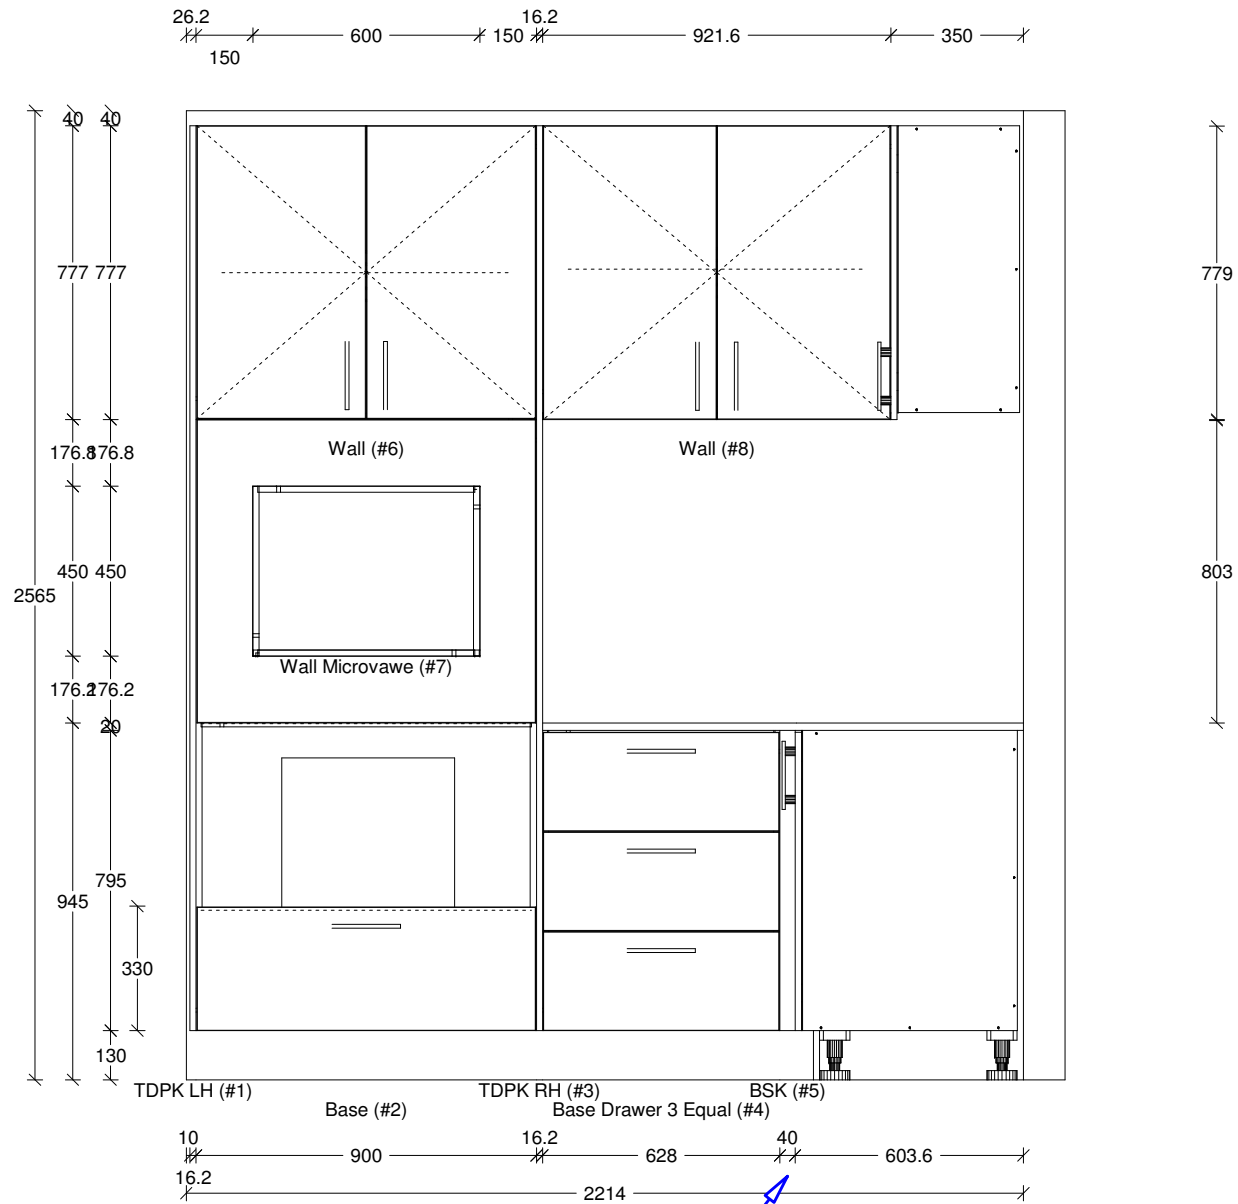 26.2 16.2
600 150 921.6 350
150
40 40
777 777 779
Wall (#6) Wall (#8)
176.8 176.8
450 450 803
2565
Wall Microvawe (#7)
176.2 176.2
20
795
945
330
130
TDPK LH (#1) TDPK RH (#3) BSK (#5)
Base (#2) Base Drawer 3 Equal (#4)
10 16.2 40
900 628 603.6
16.2
2214